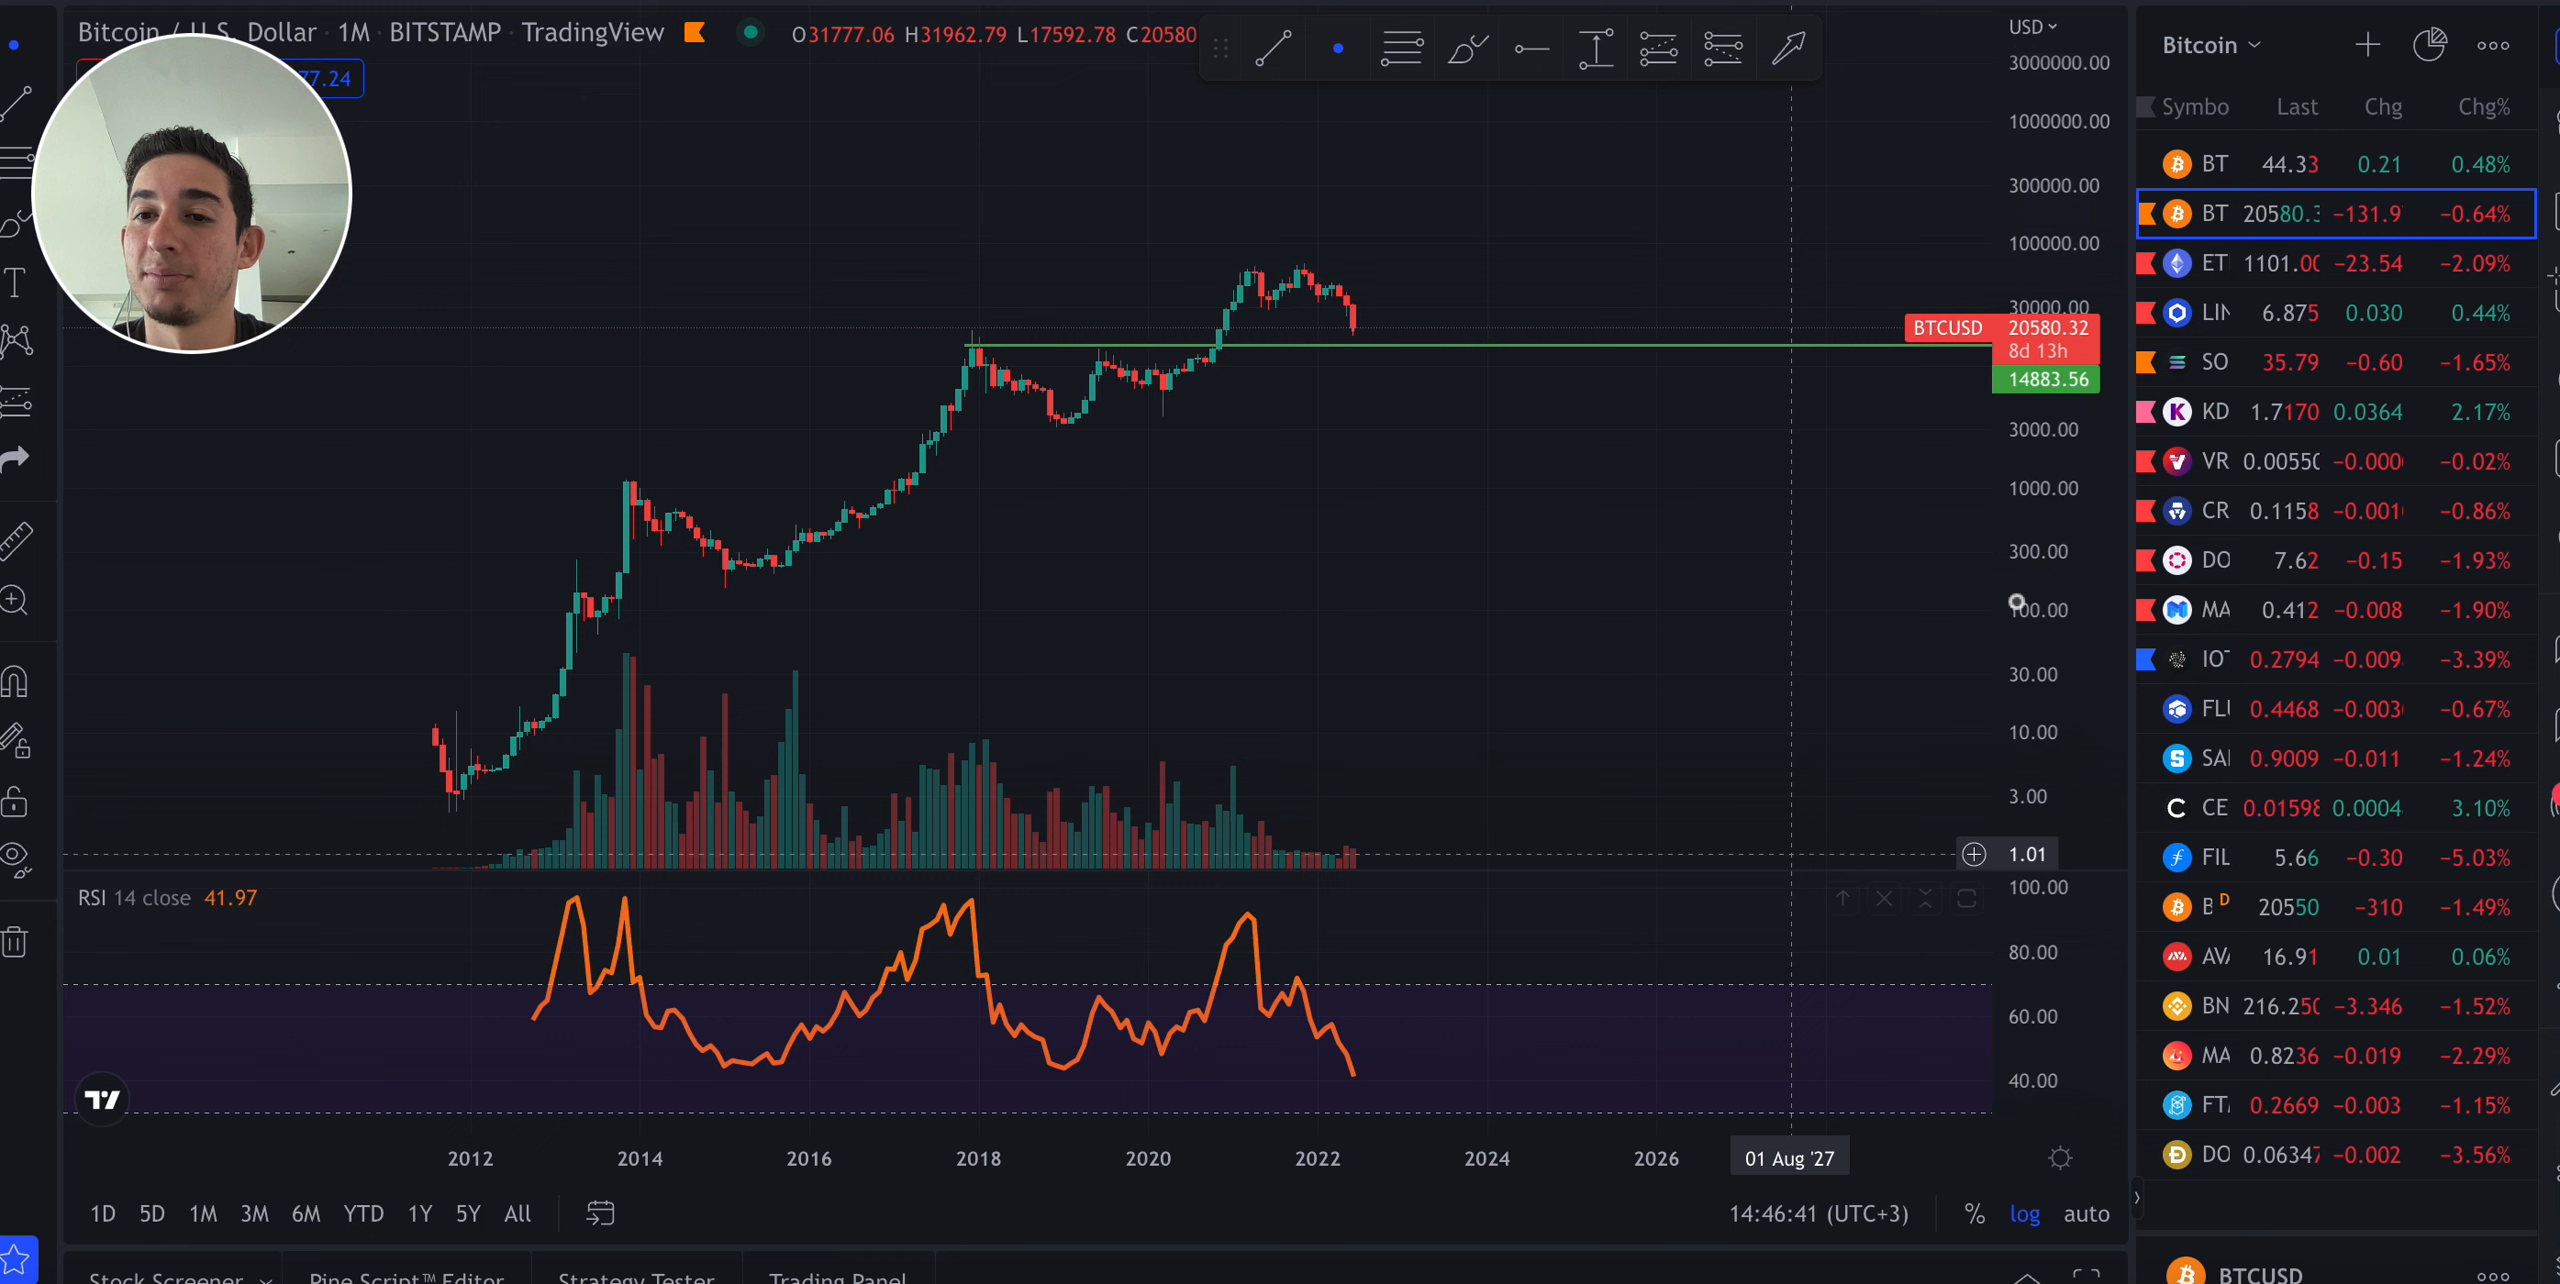 Bitcoin / U.S. Dollar · 1M · BITSTAMP · TradingView
O31777.06 H31962.79 L17592.78 C20580
77.24
USD
3000000.00
1000000.00
300000.00
100000.00
30000.00
BTCUSD 20580.32
8d 13h
14883.56
3000.00
1000.00
300.00
100.00
30.00
10.00
3.00
1.01
RSI 14 close 41.97
100.00
80.00
60.00
40.00
2012 2014 2016 2018 2020 2022 2024 2026 01 Aug '27
1D 5D 1M 3M 6M YTD 1Y 5Y All
14:46:41 (UTC+3) % log auto
Stock Screener Pine Script™ Editor Strategy Tester Trading Panel
Bitcoin
Symbo Last Chg Chg%
BT 44.33 0.21 0.48%
BT 20580.3 −131.9 −0.64%
ET 1101.00 −23.54 −2.09%
LIN 6.875 0.030 0.44%
SO 35.79 −0.60 −1.65%
KD 1.7170 0.0364 2.17%
VR 0.00550 −0.000 −0.02%
CR 0.1158 −0.001 −0.86%
DO 7.62 −0.15 −1.93%
MA 0.412 −0.008 −1.90%
IOT 0.2794 −0.009 −3.39%
FLU 0.4468 −0.003 −0.67%
SAN 0.9009 −0.011 −1.24%
CE 0.01598 0.0004 3.10%
FIL 5.66 −0.30 −5.03%
B D 20550 −310 −1.49%
AVA 16.91 0.01 0.06%
BN 216.250 −3.346 −1.52%
MA 0.8236 −0.019 −2.29%
FT 0.2669 −0.003 −1.15%
DO 0.06347 −0.002 −3.56%
BTCUSD